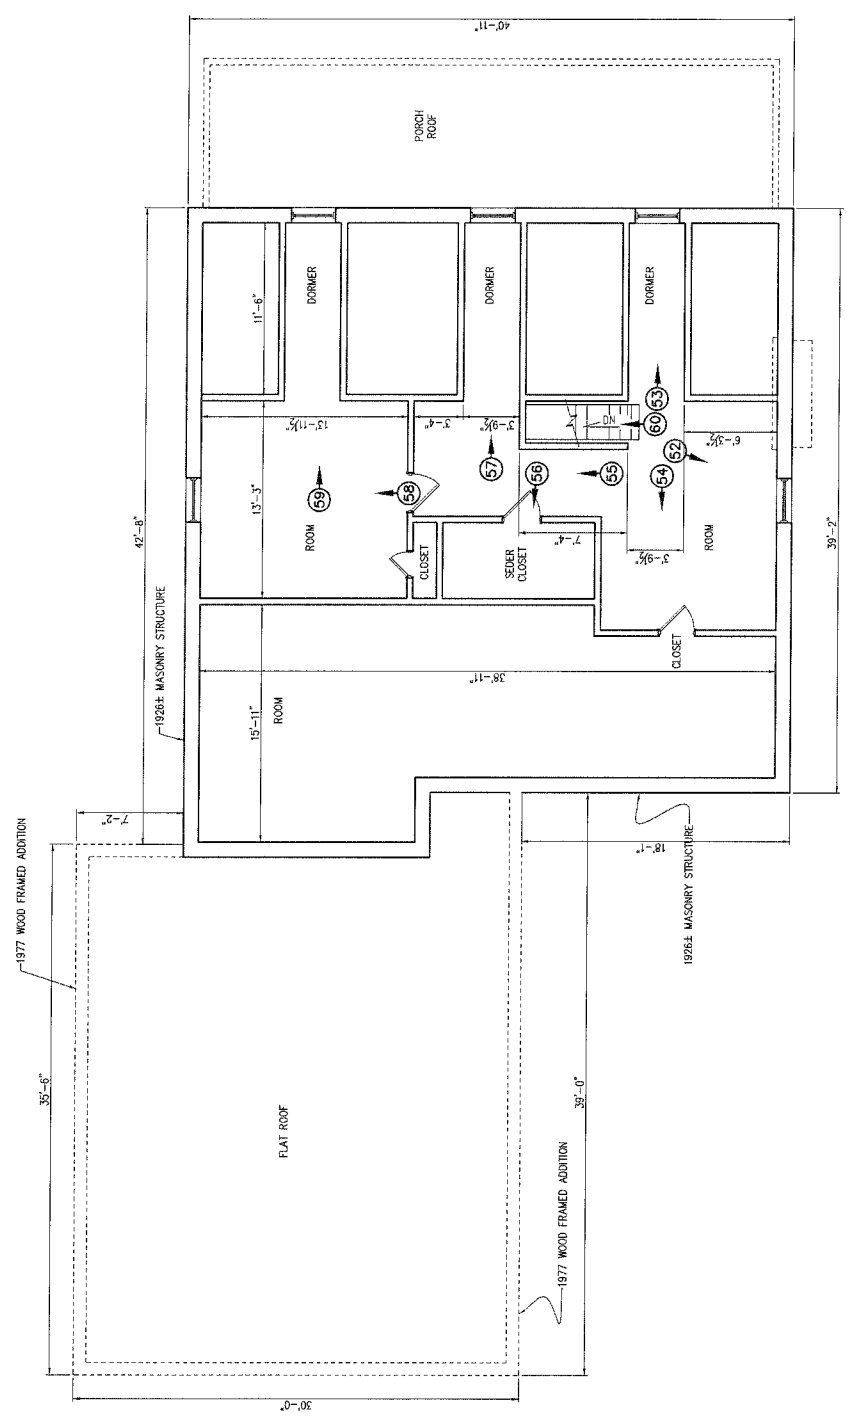 40'-11"
PORCH
ROOF
42'-8"
39'-2"
11'-6"
DORMER
DORMER
DORMER
13'-11½"
3'-4"
3'-9½"
DN
53
60
6'-3½"
13'-3"
59
58
57
56
55
54
52
ROOM
CLOSET
SEDER
CLOSET
7'-4"
3'-9½"
ROOM
CLOSET
1926± MASONRY STRUCTURE
38'-11"
15'-11"
ROOM
7'-2"
18'-1"
1977 WOOD FRAMED ADDITION
1926± MASONRY STRUCTURE
35'-6"
39'-0"
FLAT ROOF
1977 WOOD FRAMED ADDITION
30'-0"